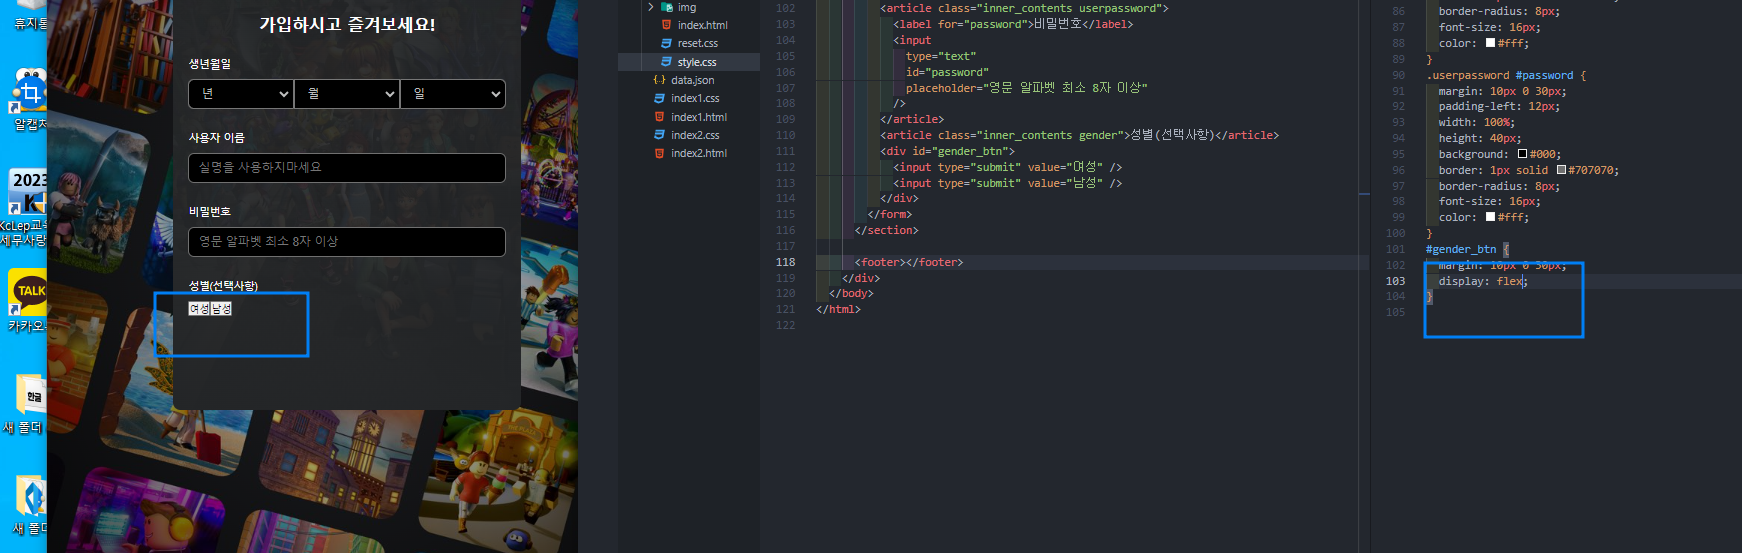 휴지통
알캡처
2023
KcLep교육
세무사랑
TALK
카카오
한글
새 폴더
새 폴더
가입하시고 즐겨보세요!
생년월일
년 월 일
사용자 이름
실명을 사용하지마세요
비밀번호
영문 알파벳 최소 8자 이상
성별(선택사항)
여성 남성
img
index.html
reset.css
style.css
data.json
index1.css
index1.html
index2.css
index2.html
102 <article class="inner_contents userpassword">
103 <label for="password">비밀번호</label>
104 <input
105 type="text"
106 id="password"
107 placeholder="영문 알파벳 최소 8자 이상"
108 />
109 </article>
110 <article class="inner_contents gender">성별(선택사항)</article>
111 <div id="gender_btn">
112 <input type="submit" value="여성" />
113 <input type="submit" value="남성" />
114 </div>
115 </form>
116 </section>
117
118 <footer></footer>
119 </div>
120 </body>
121 </html>
122
86 border-radius: 8px;
87 font-size: 16px;
88 color: #fff;
89 }
90 .userpassword #password {
91 margin: 10px 0 30px;
92 padding-left: 12px;
93 width: 100%;
94 height: 40px;
95 background: #000;
96 border: 1px solid #707070;
97 border-radius: 8px;
98 font-size: 16px;
99 color: #fff;
100 }
101 #gender_btn {
102 margin: 10px 0 30px;
103 display: flex;
104 }
105